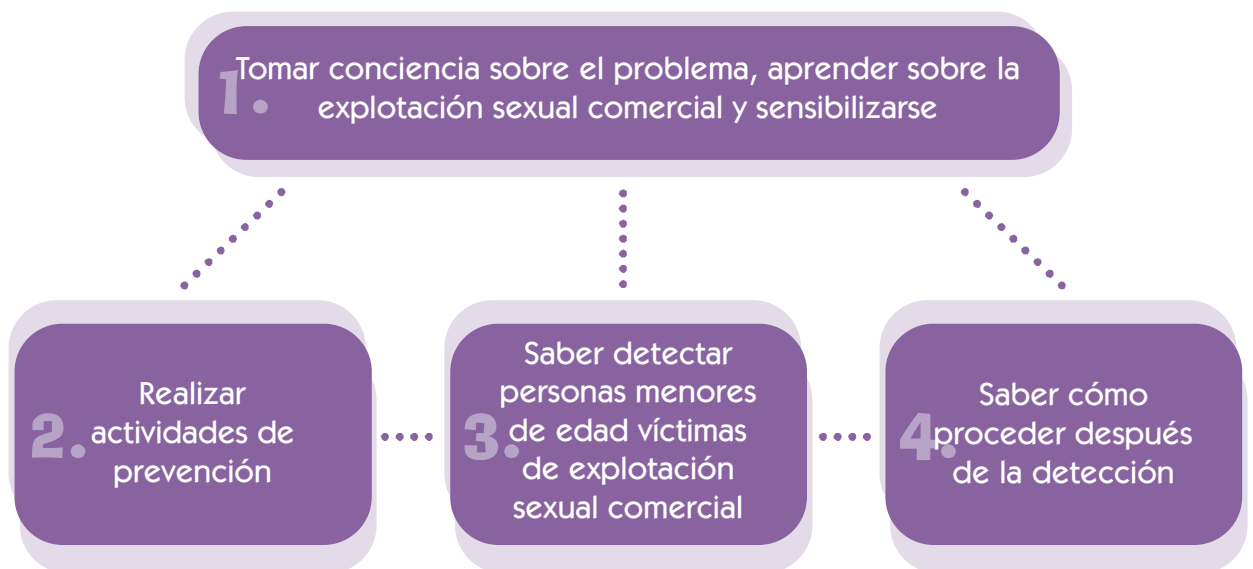 1. Tomar conciencia sobre el problema, aprender sobre la
explotación sexual comercial y sensibilizarse
2. Realizar
actividades de
prevención
3. Saber detectar
personas menores
de edad víctimas
de explotación
sexual comercial
4. Saber cómo
proceder después
de la detección